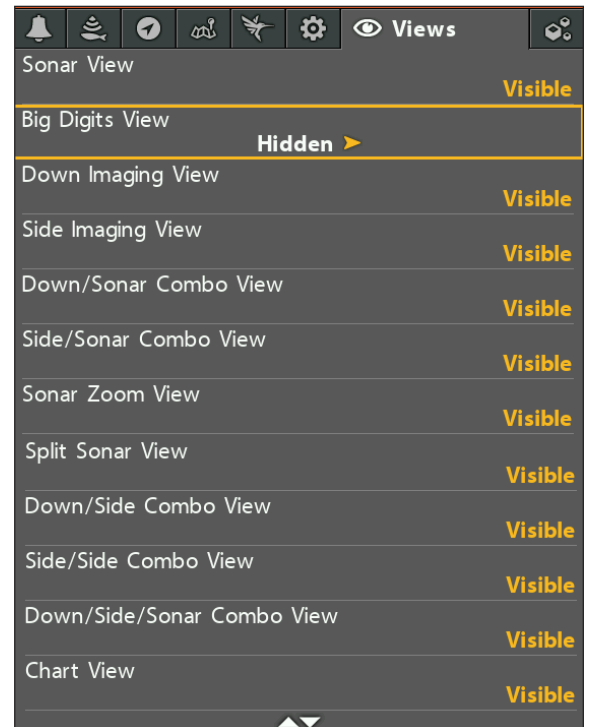 Views
Sonar View
Visible
Big Digits View
Hidden
Down Imaging View
Visible
Side Imaging View
Visible
Down/Sonar Combo View
Visible
Side/Sonar Combo View
Visible
Sonar Zoom View
Visible
Split Sonar View
Visible
Down/Side Combo View
Visible
Side/Side Combo View
Visible
Down/Side/Sonar Combo View
Visible
Chart View
Visible